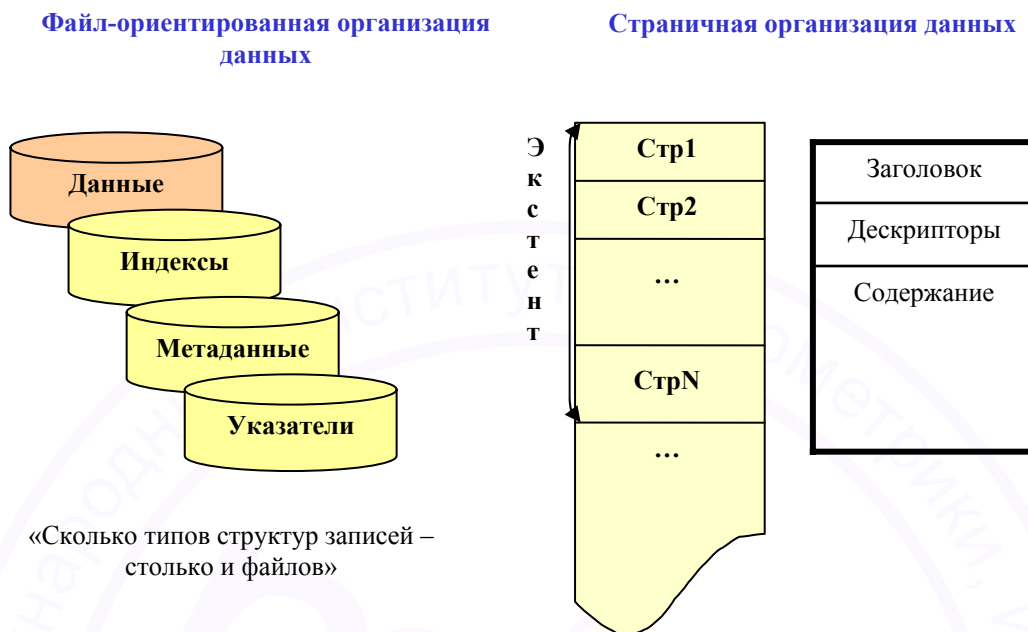 Файл-ориентированная организация
данных
Страничная организация данных
Данные
Индексы
Метаданные
Указатели
«Сколько типов структур записей –
столько и файлов»
Экстент
Стр1
Стр2
...
СтрN
...
Заголовок
Дескрипторы
Содержание